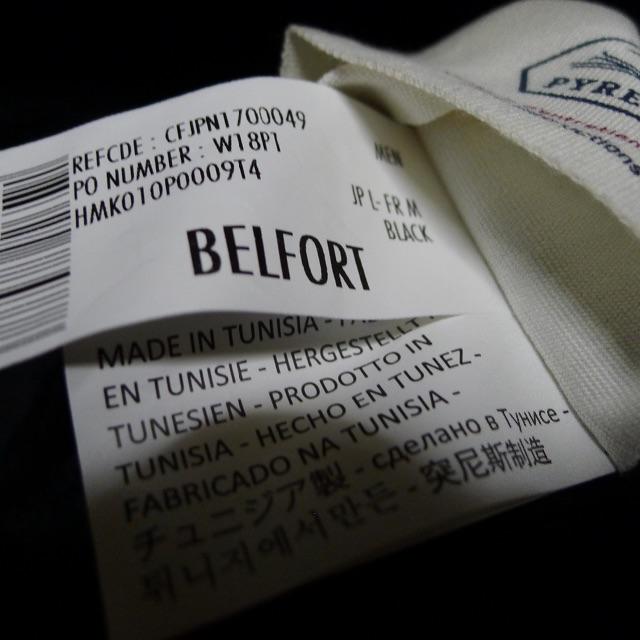 REFCDE : CFJPN1700049
PO NUMBER : W18P1
HMK010P0009T4
MEN
JP L-FR M
BLACK
BELFORT
MADE IN TUNISIA -
EN TUNISIE - HERGESTELLT
TUNESIEN - PRODOTTO IN
TUNISIA - HECHO EN TUNEZ -
FABRICADO NA TUNISIA -
チュニジア製 - сделано в Тунисе -
튀니지에서만든 - 突尼斯制造
PYRE